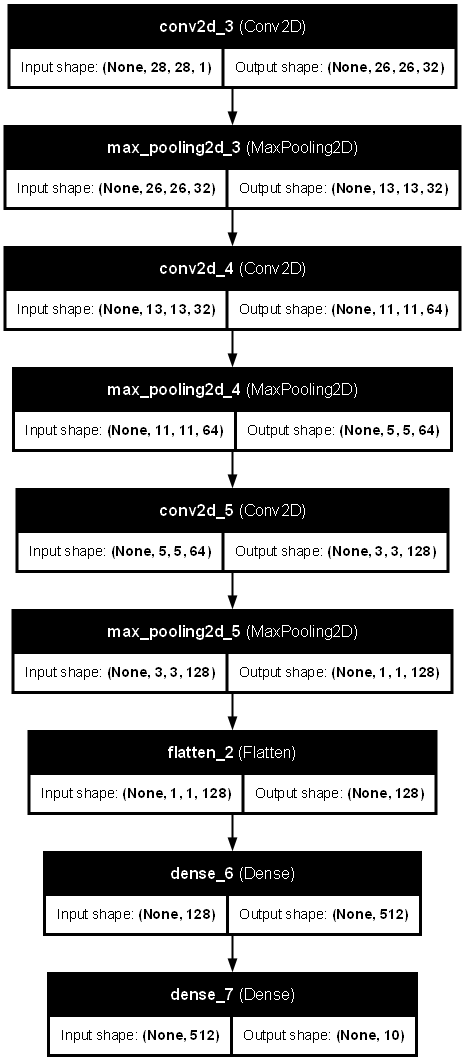 conv2d_3 (Conv2D)
Input shape: (None, 28, 28, 1) Output shape: (None, 26, 26, 32)
max_pooling2d_3 (MaxPooling2D)
Input shape: (None, 26, 26, 32) Output shape: (None, 13, 13, 32)
conv2d_4 (Conv2D)
Input shape: (None, 13, 13, 32) Output shape: (None, 11, 11, 64)
max_pooling2d_4 (MaxPooling2D)
Input shape: (None, 11, 11, 64) Output shape: (None, 5, 5, 64)
conv2d_5 (Conv2D)
Input shape: (None, 5, 5, 64) Output shape: (None, 3, 3, 128)
max_pooling2d_5 (MaxPooling2D)
Input shape: (None, 3, 3, 128) Output shape: (None, 1, 1, 128)
flatten_2 (Flatten)
Input shape: (None, 1, 1, 128) Output shape: (None, 128)
dense_6 (Dense)
Input shape: (None, 128) Output shape: (None, 512)
dense_7 (Dense)
Input shape: (None, 512) Output shape: (None, 10)